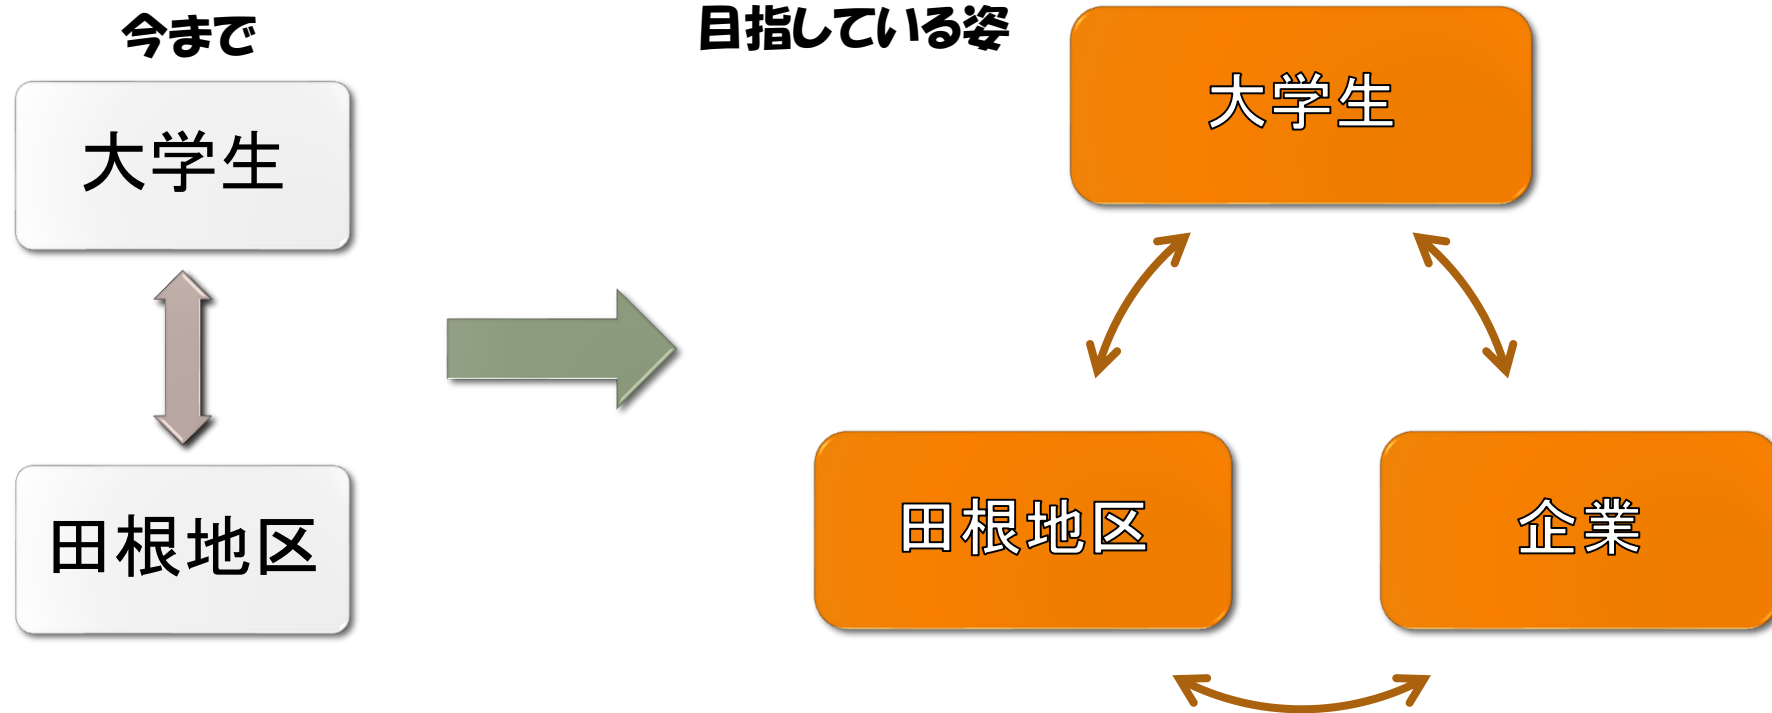 今まで
大学生
田根地区
目指している姿
大学生
田根地区
企業